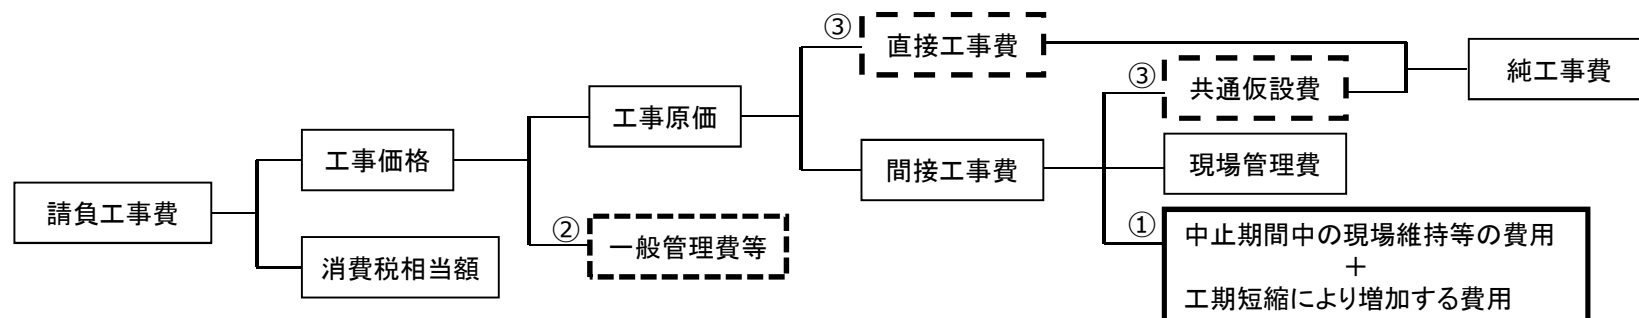 ③
直接工事費
純工事費
③
共通仮設費
工事原価
工事価格
間接工事費
現場管理費
請負工事費
①
中止期間中の現場維持等の費用
＋
工期短縮により増加する費用
②
一般管理費等
消費税相当額